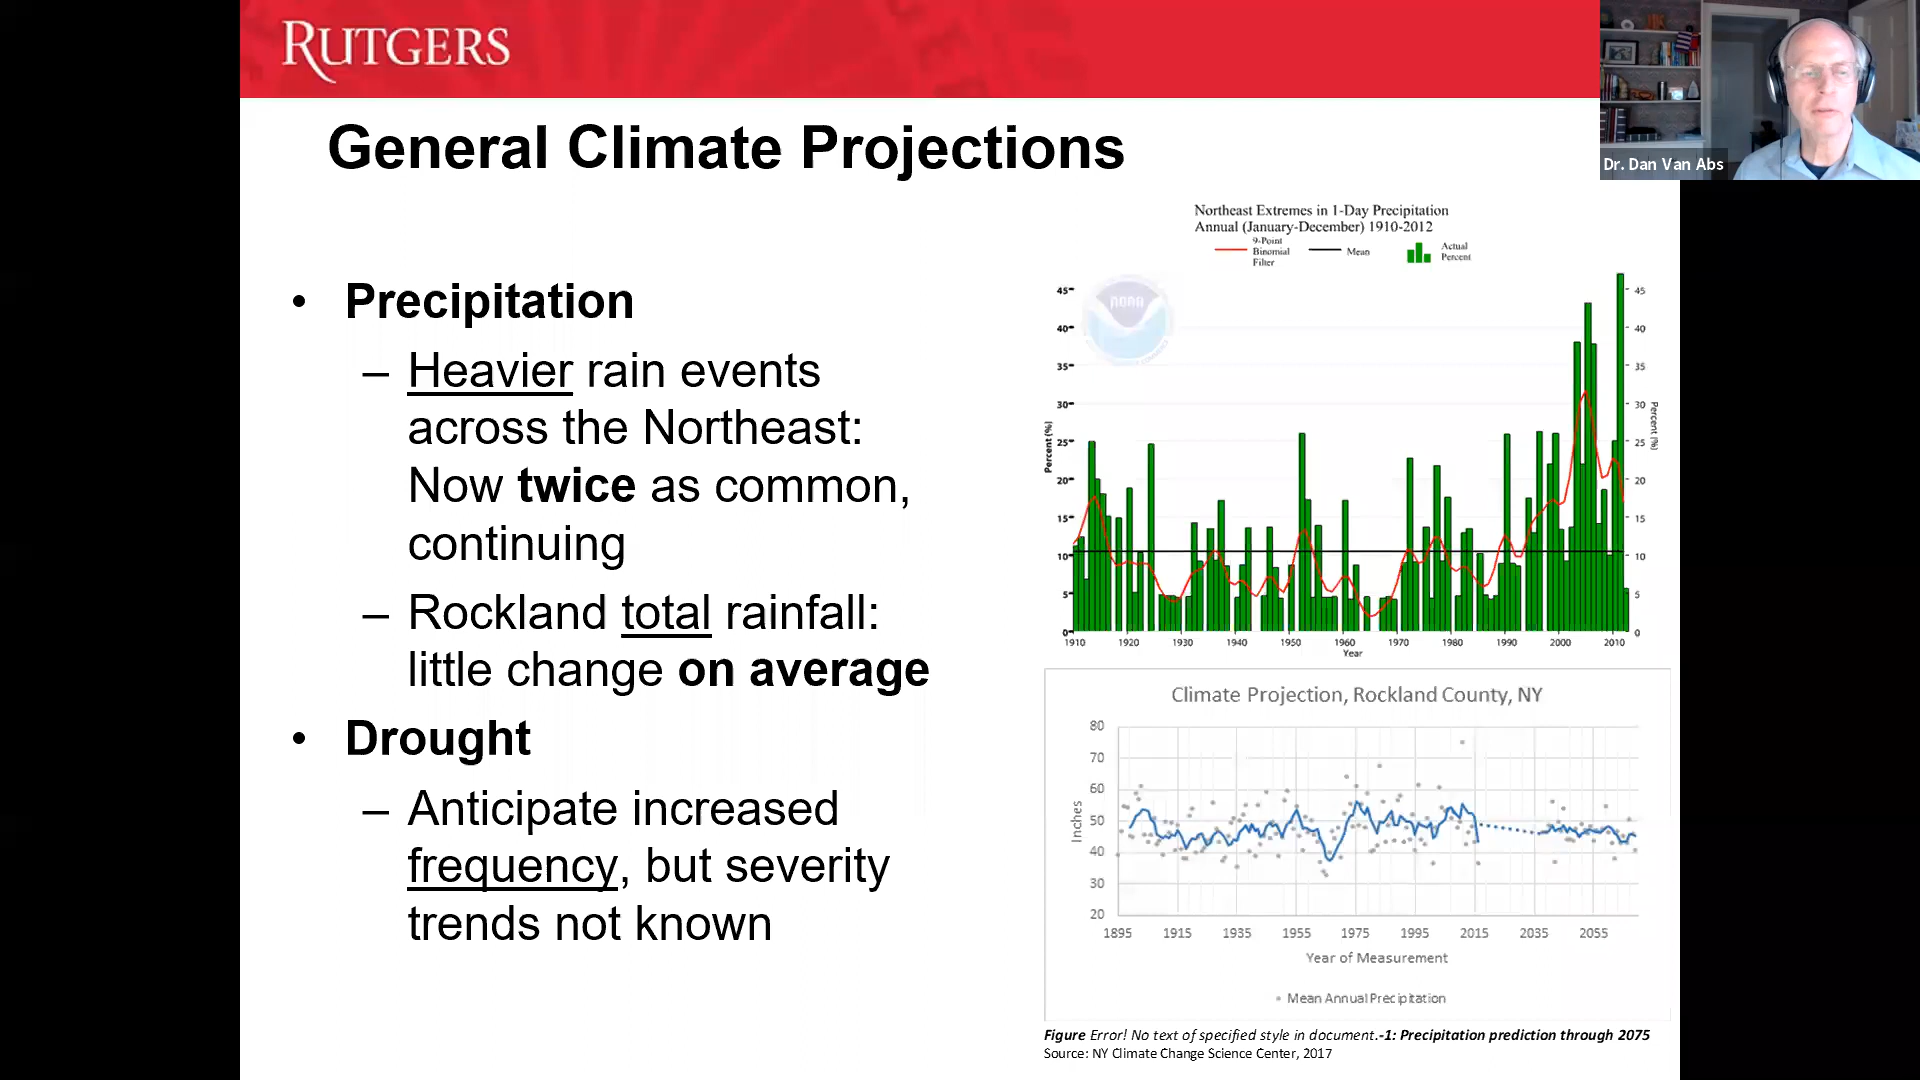 RUTGERS
Dr. Dan Van Abs
General Climate Projections
• Precipitation
– Heavier rain events
across the Northeast:
Now twice as common,
continuing
– Rockland total rainfall:
little change on average
• Drought
– Anticipate increased
frequency, but severity
trends not known
Northeast Extremes in 1-Day Precipitation
Annual (January-December) 1910-2012
9-Point
Binomial
Filter
Mean
Actual
Percent
noaa
45
40
35
30
25
20
15
10
5
0
Percent (%)
45
40
35
30
25
20
15
10
5
0
Percent (%)
1910 1920 1930 1940 1950 1960 1970 1980 1990 2000 2010
Year
Climate Projection, Rockland County, NY
80
70
60
50
40
30
20
Inches
1895 1915 1935 1955 1975 1995 2015 2035 2055
Year of Measurement
Mean Annual Precipitation
Figure Error! No text of specified style in document.-1: Precipitation prediction through 2075
Source: NY Climate Change Science Center, 2017